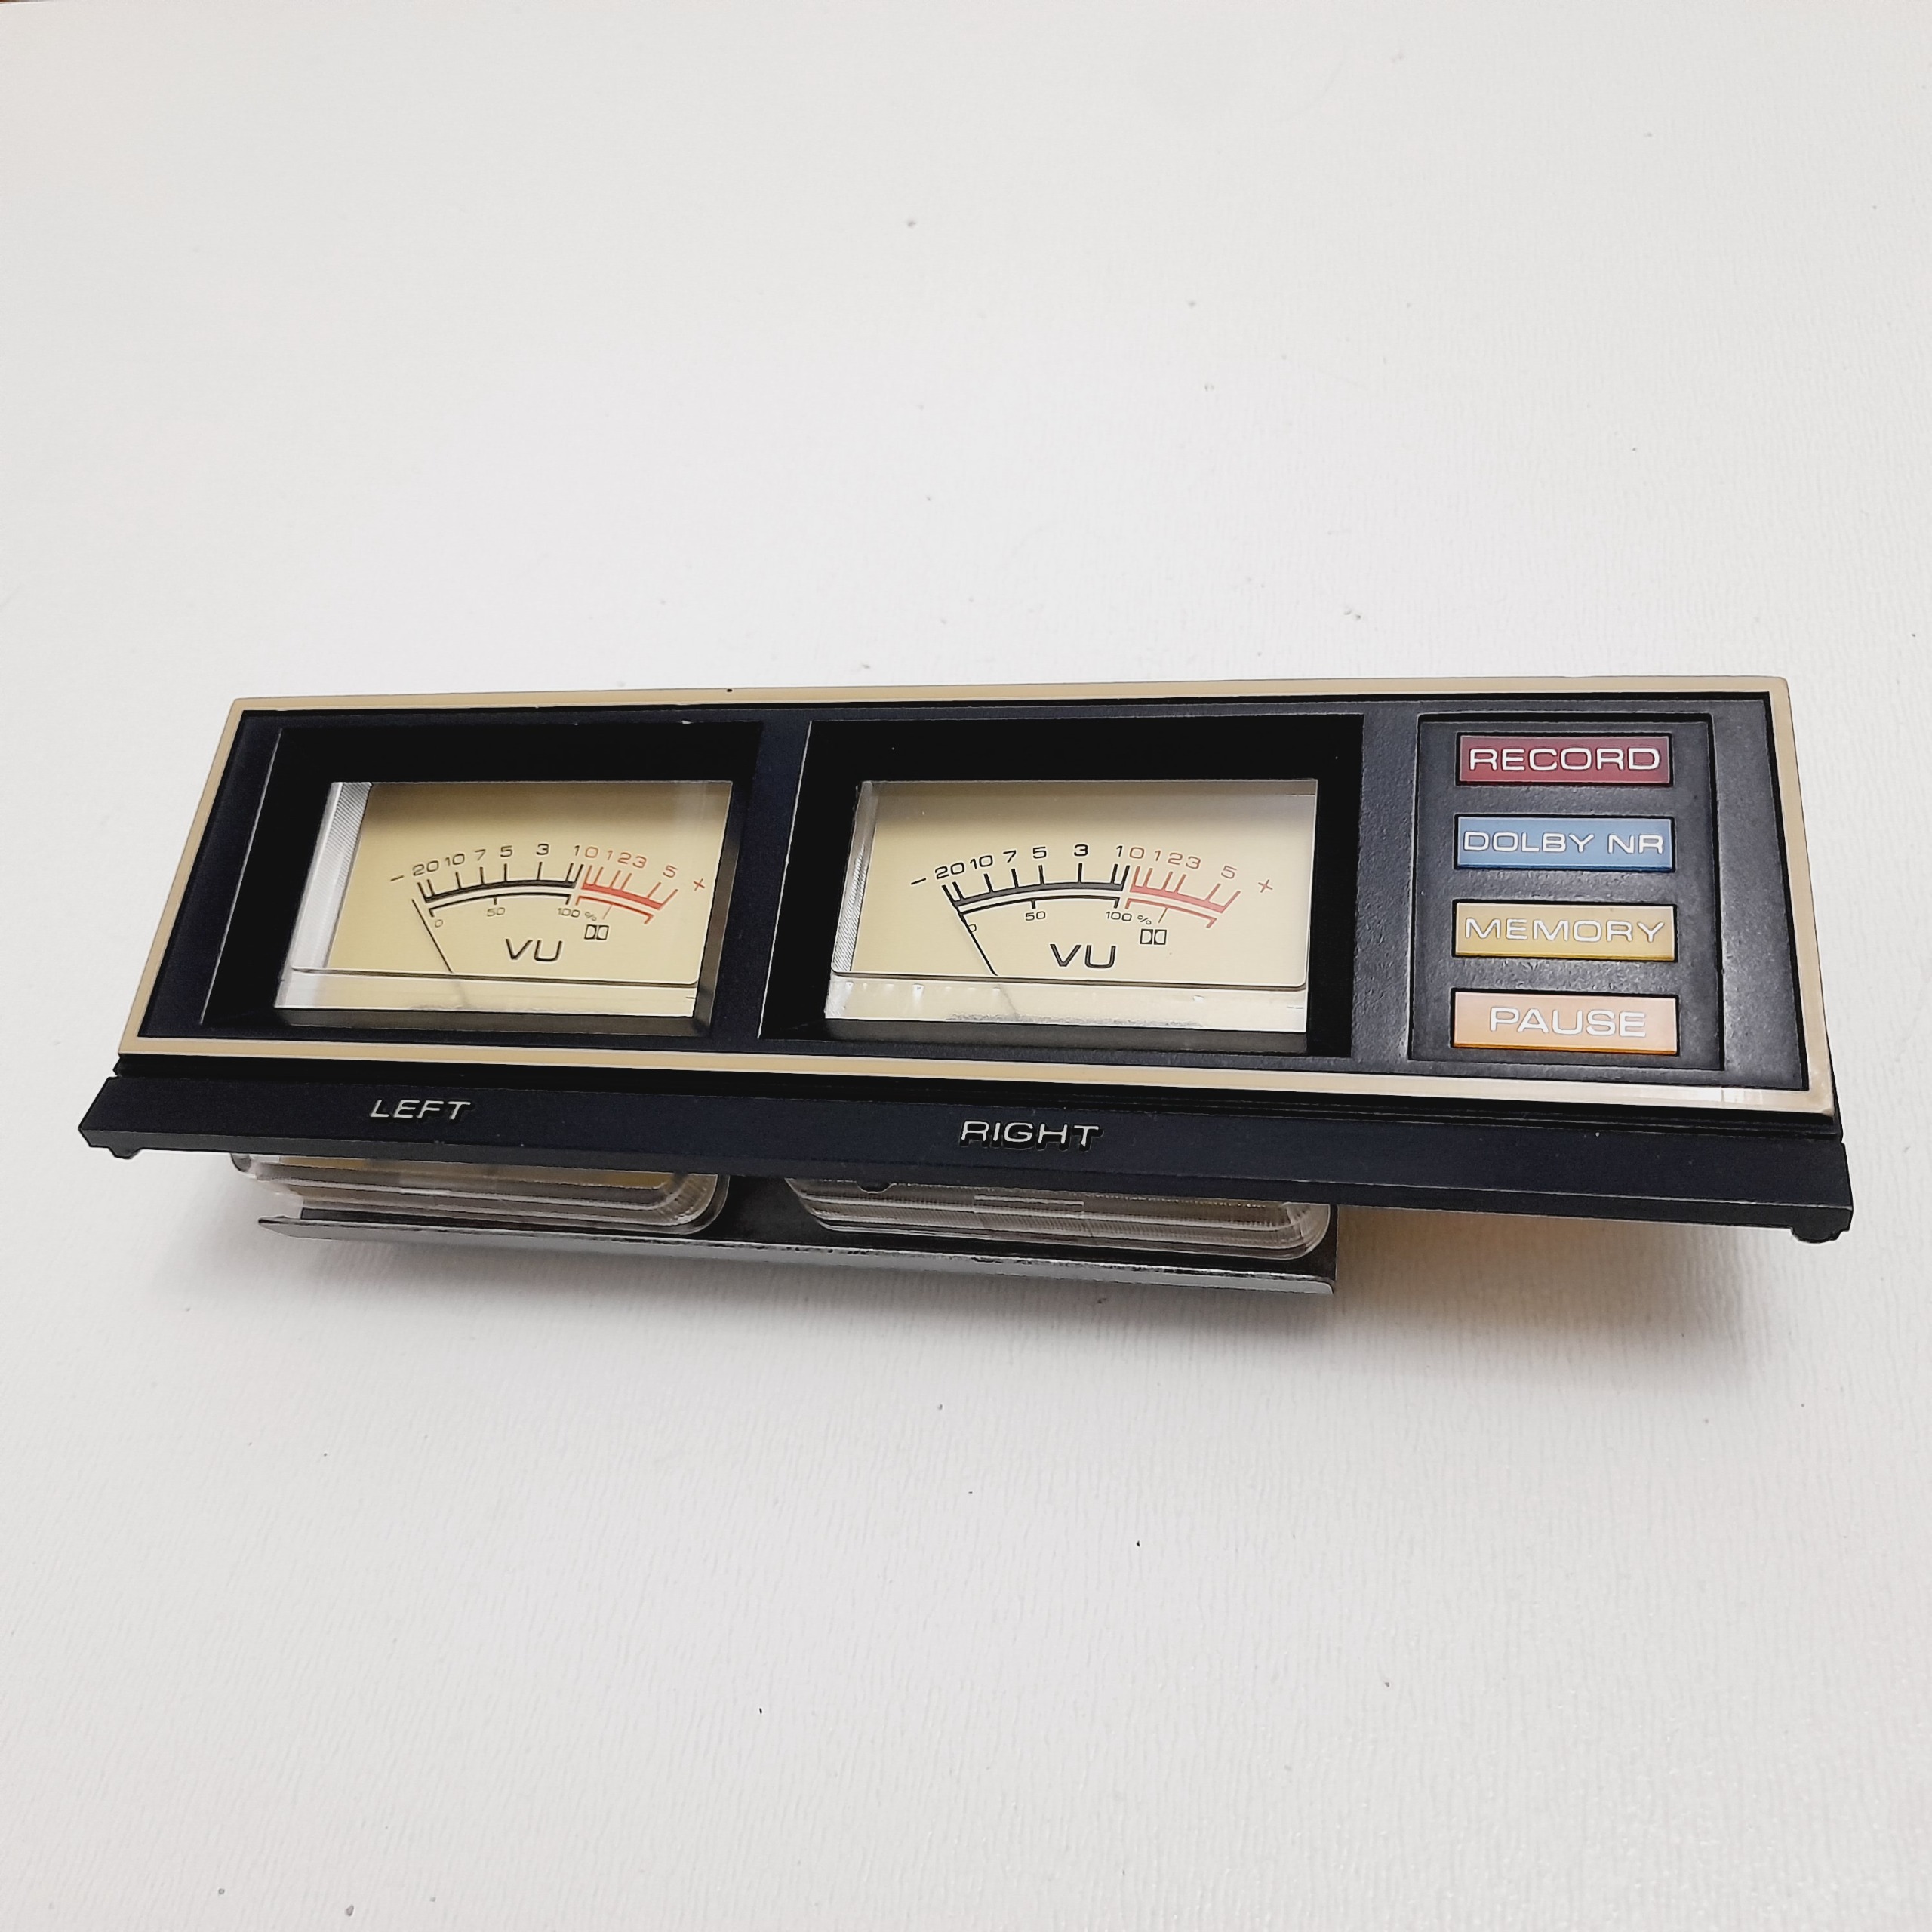 − 20 10 7 5 3 1 0 1 2 3 5 +
0 50 100 %
VU
− 20 10 7 5 3 1 0 1 2 3 5 +
0 50 100 %
VU
RECORD
DOLBY NR
MEMORY
PAUSE
LEFT
RIGHT